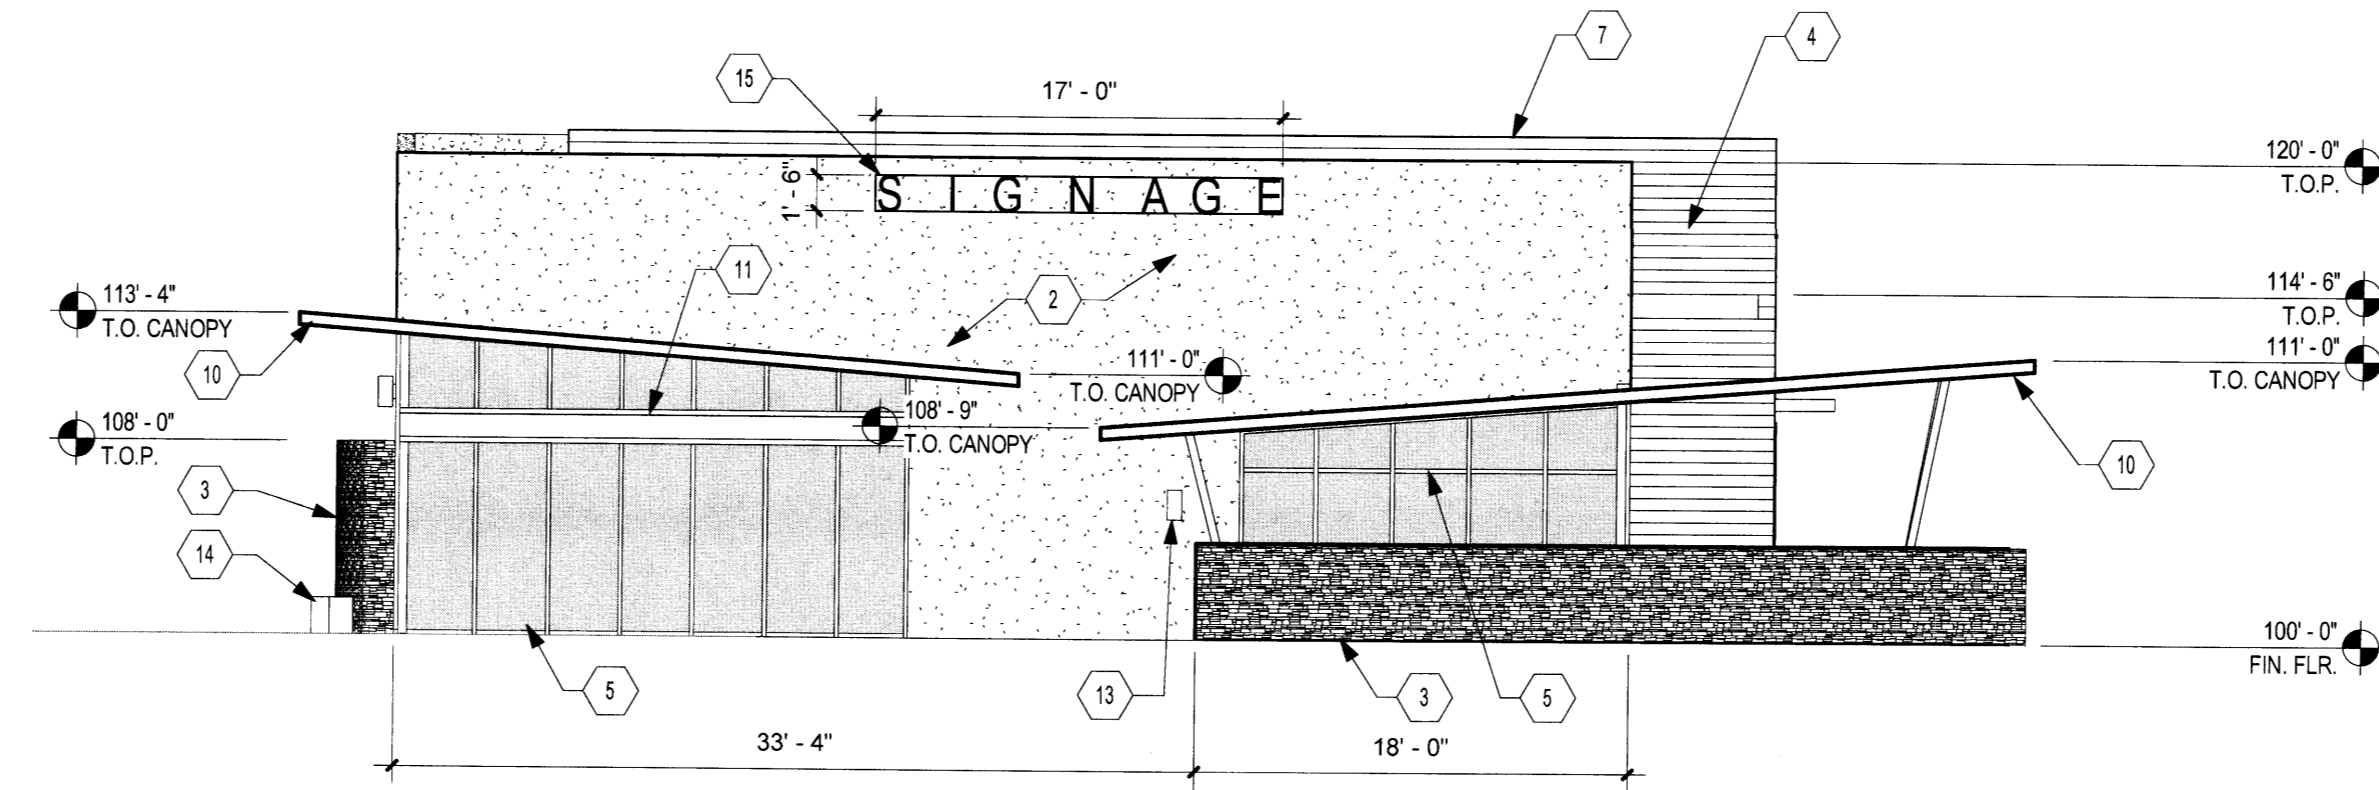 7
4
15
17' - 0"
120' - 0"
T.O.P.
1' - 6"
SIGNAGE
11
2
113' - 4"
T.O. CANOPY
114' - 6"
T.O.P.
10
111' - 0"
T.O. CANOPY
111' - 0"
T.O. CANOPY
108' - 0"
T.O.P.
108' - 9"
T.O. CANOPY
10
3
14
100' - 0"
FIN. FLR.
5
13
3
5
33' - 4"
18' - 0"